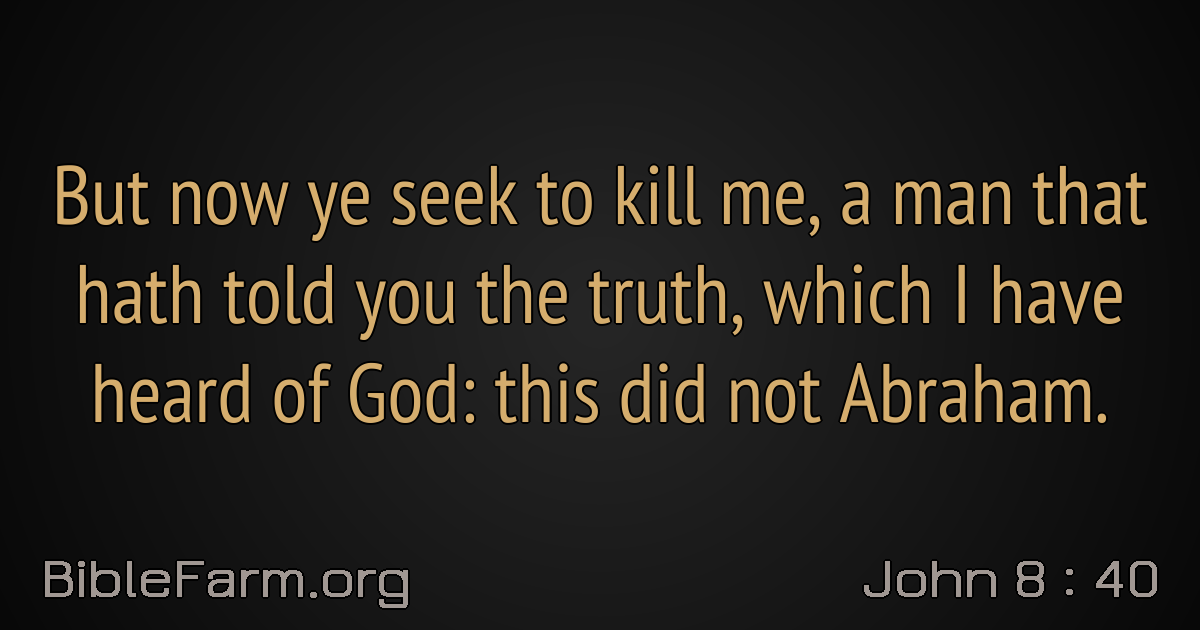 But now ye seek to kill me, a man that
hath told you the truth, which I have
heard of God: this did not Abraham.
BibleFarm.org
John 8 : 40